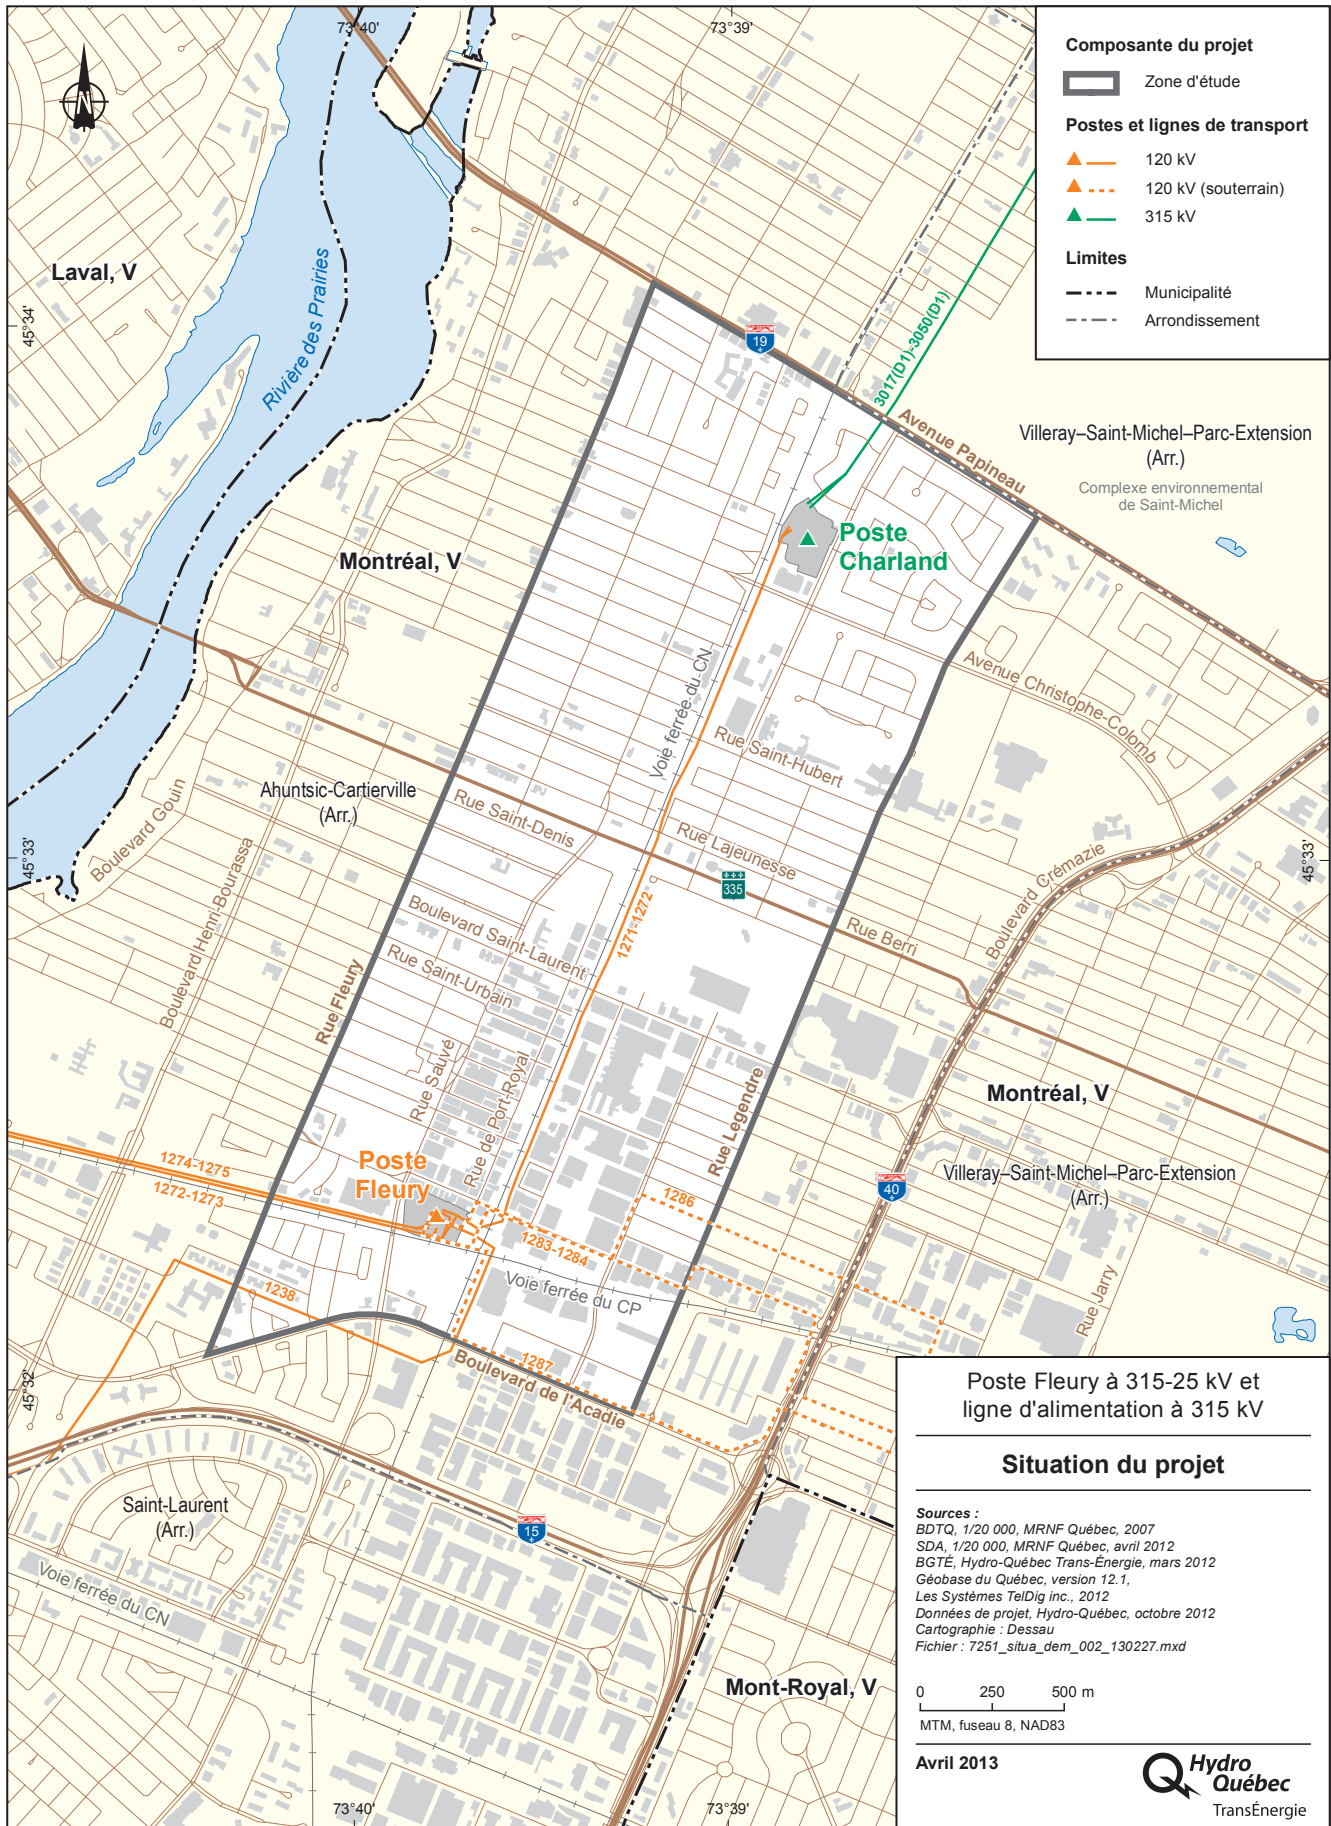 73°40'
73°39'
Composante du projet
Zone d'étude
Postes et lignes de transport
120 kV
120 kV (souterrain)
315 kV
Limites
Municipalité
Arrondissement
N
Laval, V
Rivière des Prairies
45°34'
19
3017(D1)-3050(D1)
Avenue Papineau
Villeray–Saint-Michel–Parc-Extension
(Arr.)
Complexe environnemental
de Saint-Michel
Poste
Charland
Montréal, V
Voie ferrée du CN
Avenue Christophe-Colomb
Rue Saint-Hubert
Ahuntsic-Cartierville
(Arr.)
Rue Saint-Denis
Rue Lajeunesse
335
Boulevard Gouin
45°33'
45°33'
Boulevard Crémazie
Boulevard Henri-Bourassa
Boulevard Saint-Laurent
1271-1272
Rue Berri
Rue Saint-Urbain
Rue Fleury
Rue Sauvé
Rue de Port-Royal
Rue Legendre
Montréal, V
Villeray–Saint-Michel–Parc-Extension
(Arr.)
40
1274-1275
1272-1273
Poste
Fleury
1286
1283-1284
Voie ferrée du CP
1238
Rue Jarry
1287
Boulevard de l'Acadie
45°32'
Saint-Laurent
(Arr.)
15
Voie ferrée du CN
Mont-Royal, V
73°40'
73°39'
Poste Fleury à 315-25 kV et
ligne d'alimentation à 315 kV
Situation du projet
Sources :
BDTQ, 1/20 000, MRNF Québec, 2007
SDA, 1/20 000, MRNF Québec, avril 2012
BGTÉ, Hydro-Québec Trans-Énergie, mars 2012
Géobase du Québec, version 12.1,
Les Systèmes TelDig inc., 2012
Données de projet, Hydro-Québec, octobre 2012
Cartographie : Dessau
Fichier : 7251_situa_dem_002_130227.mxd
0 250 500 m
MTM, fuseau 8, NAD83
Avril 2013
Hydro
Québec
TransÉnergie